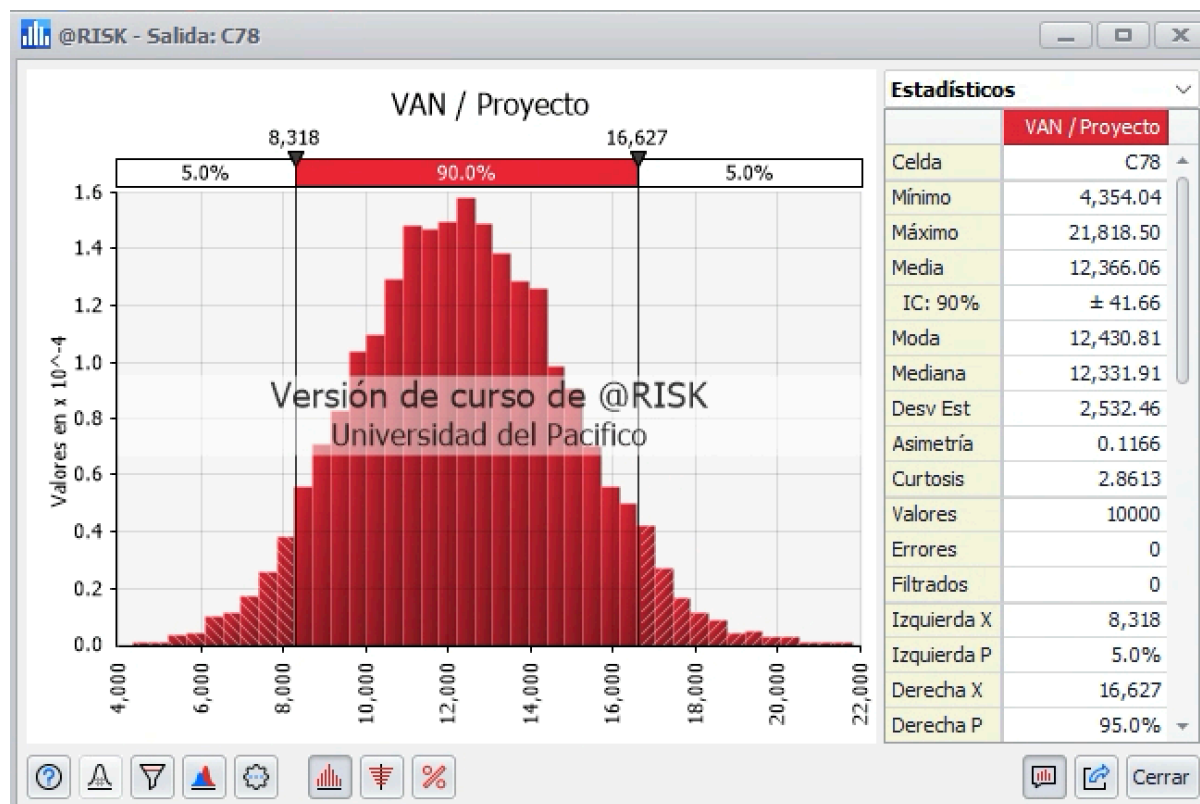 @RISK - Salida: C78
VAN / Proyecto
8,318 16,627
5.0% 90.0% 5.0%
1.6
1.4
1.2
1.0
0.8
0.6
0.4
0.2
0.0
Valores en x 10^-4
4,000 6,000 8,000 10,000 12,000 14,000 16,000 18,000 20,000 22,000
Versión de curso de @RISK
Universidad del Pacifico
Estadísticos
VAN / Proyecto
Celda C78
Mínimo 4,354.04
Máximo 21,818.50
Media 12,366.06
IC: 90% ± 41.66
Moda 12,430.81
Mediana 12,331.91
Desv Est 2,532.46
Asimetría 0.1166
Curtosis 2.8613
Valores 10000
Errores 0
Filtrados 0
Izquierda X 8,318
Izquierda P 5.0%
Derecha X 16,627
Derecha P 95.0%
Cerrar